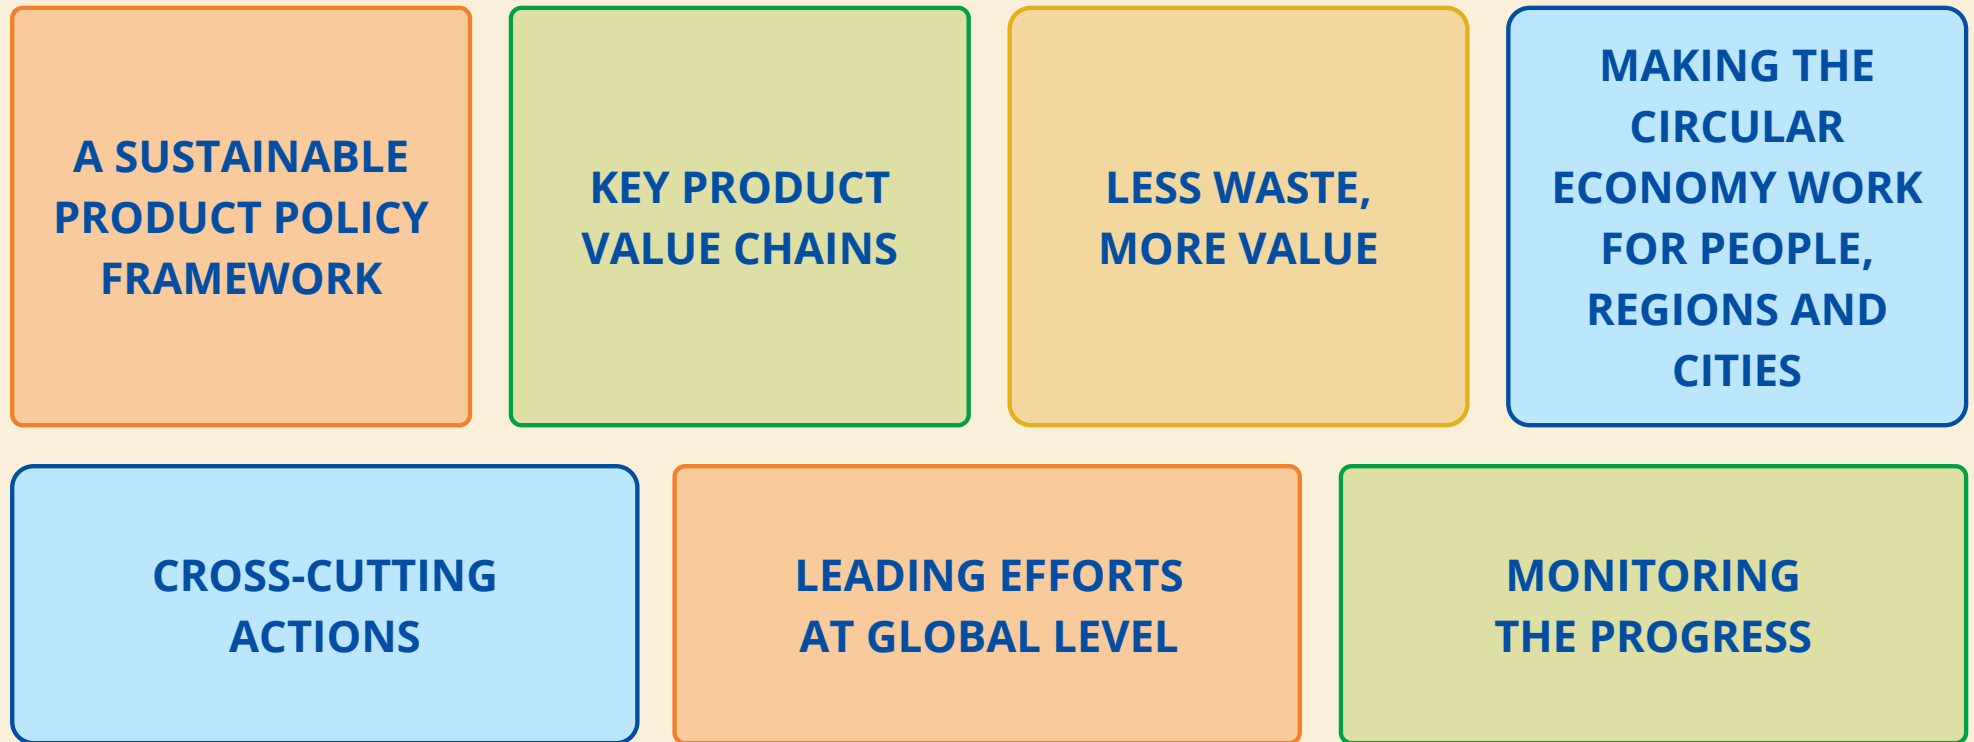 A SUSTAINABLE
PRODUCT POLICY
FRAMEWORK
KEY PRODUCT
VALUE CHAINS
LESS WASTE,
MORE VALUE
MAKING THE
CIRCULAR
ECONOMY WORK
FOR PEOPLE,
REGIONS AND
CITIES
CROSS-CUTTING
ACTIONS
LEADING EFFORTS
AT GLOBAL LEVEL
MONITORING
THE PROGRESS